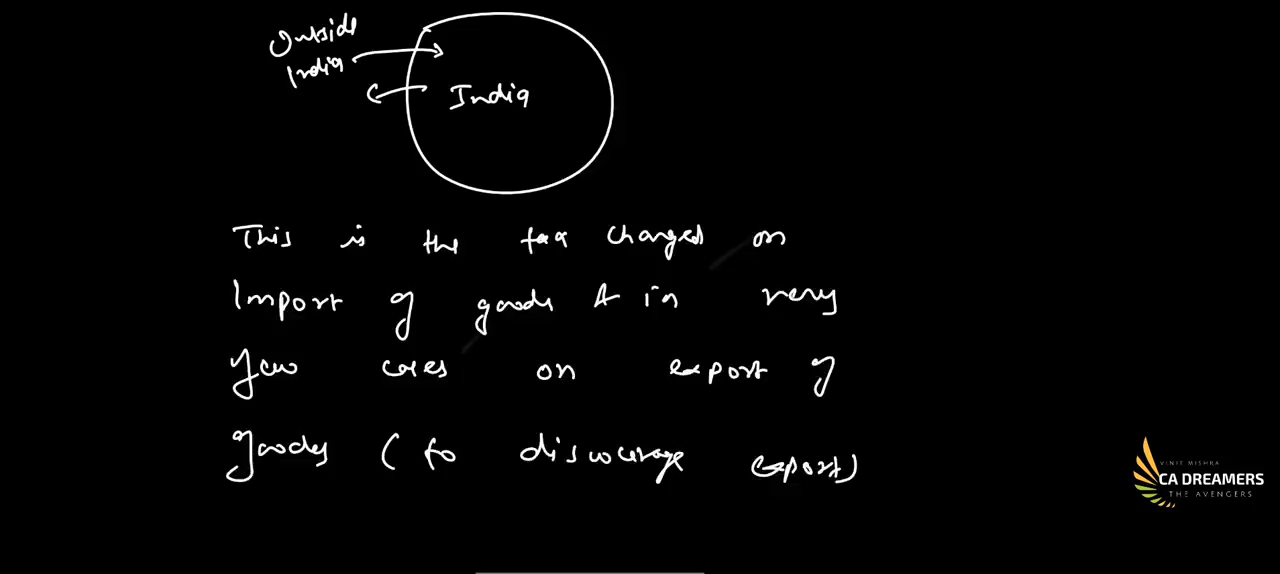 Outside
India
India
This is the tax charged on
Import of goods & in very
few cases on export of
goods (to discourage export)
VINIT MISHRA
CA DREAMERS
THE AVENGERS